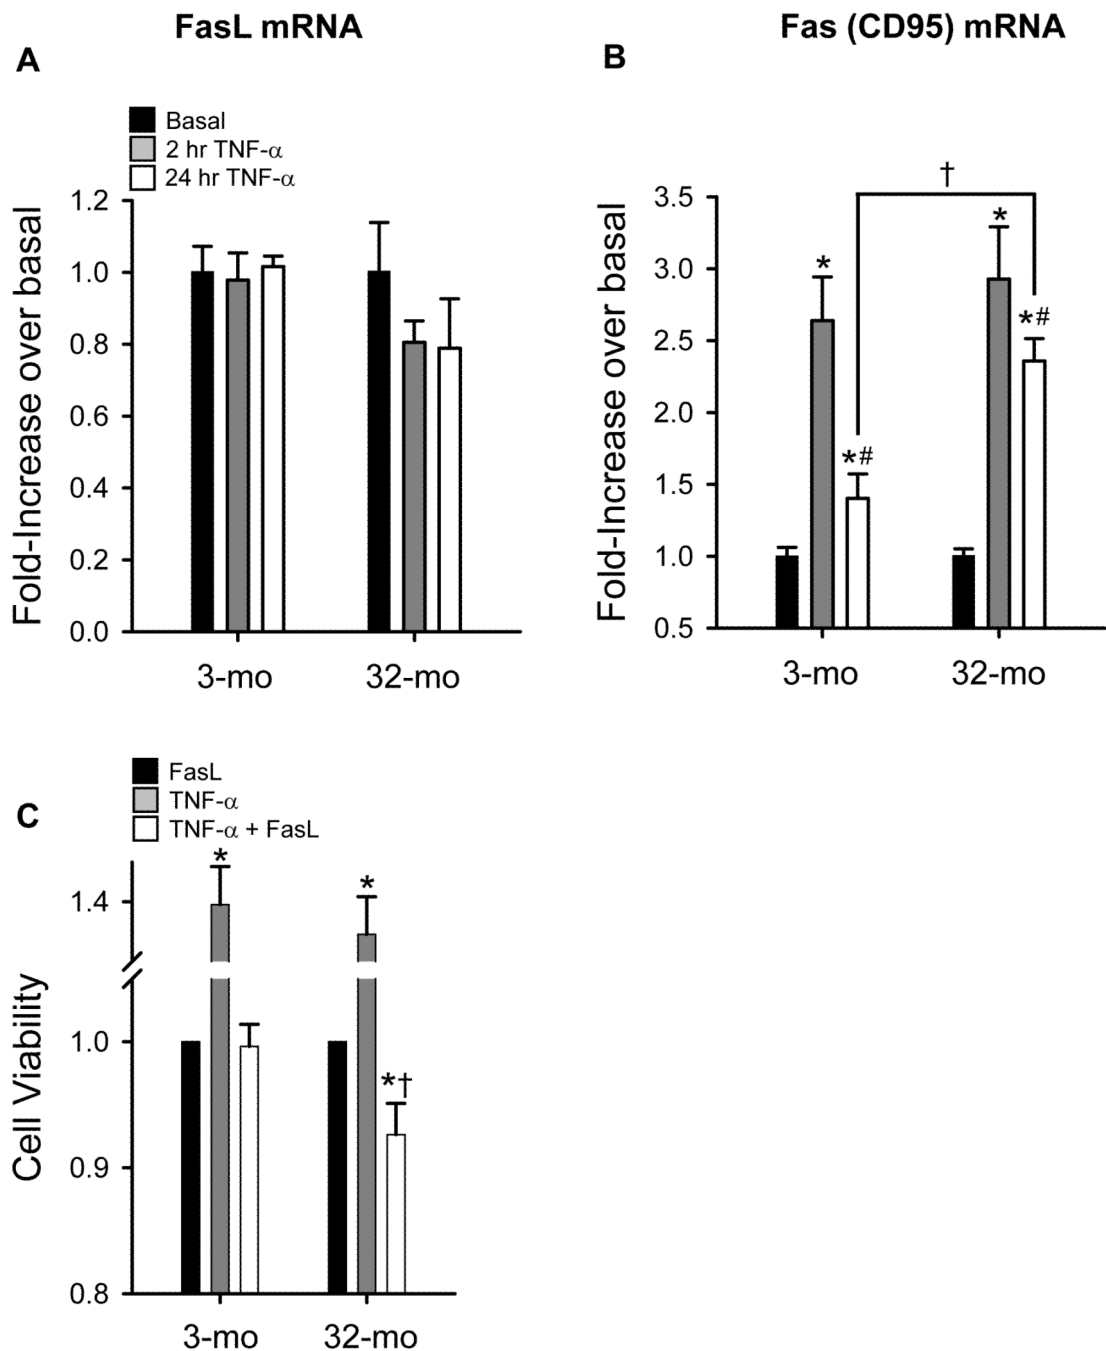 FasL mRNA
Fas (CD95) mRNA
A
B
Basal
2 hr TNF-α
24 hr TNF-α
Fold-Increase over basal
1.2
1.0
0.8
0.6
0.4
0.2
0.0
3-mo
32-mo
Fold-Increase over basal
3.5
3.0
2.5
2.0
1.5
1.0
0.5
†
*
*#
*
*#
3-mo
32-mo
C
FasL
TNF-α
TNF-α + FasL
Cell Viability
1.4
1.0
0.9
0.8
*
*
*†
3-mo
32-mo